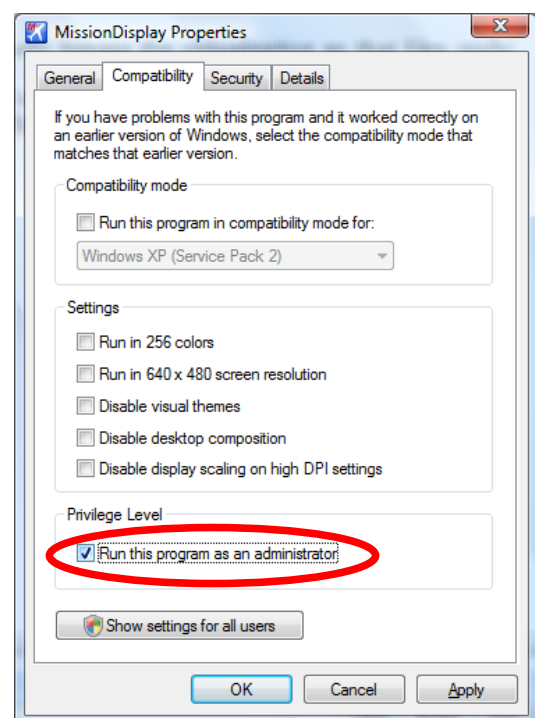 MissionDisplay Properties
General Compatibility Security Details
If you have problems with this program and it worked correctly on
an earlier version of Windows, select the compatibility mode that
matches that earlier version.
Compatibility mode
Run this program in compatibility mode for:
Windows XP (Service Pack 2)
Settings
Run in 256 colors
Run in 640 x 480 screen resolution
Disable visual themes
Disable desktop composition
Disable display scaling on high DPI settings
Privilege Level
Run this program as an administrator
Show settings for all users
OK Cancel Apply